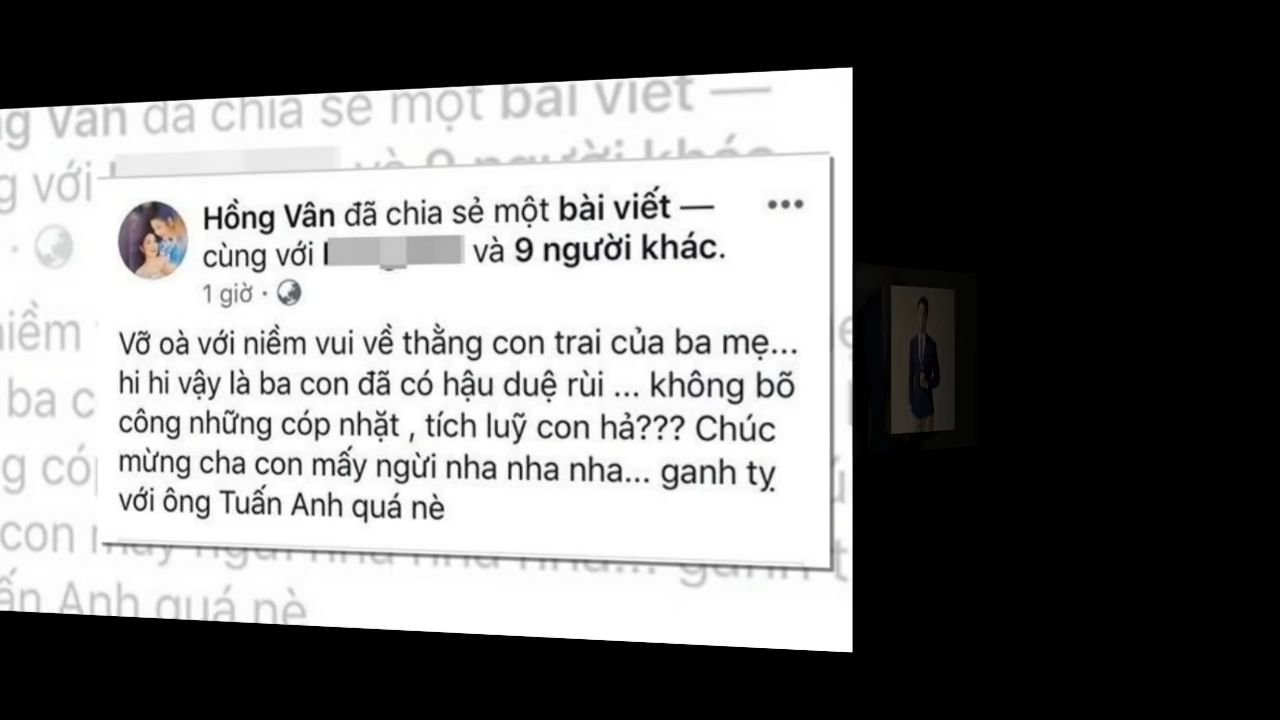 Hồng Vân đã chia sẻ một bài viết —
cùng với
và 9 người khác.
1 giờ ·
Vỡ oà với niềm vui về thằng con trai của ba mẹ...
hi hi vậy là ba con đã có hậu duệ rùi ... không bõ
công những cóp nhặt , tích luỹ con hả??? Chúc
mừng cha con mấy ngừi nha nha nha... ganh tỵ
với ông Tuấn Anh quá nè